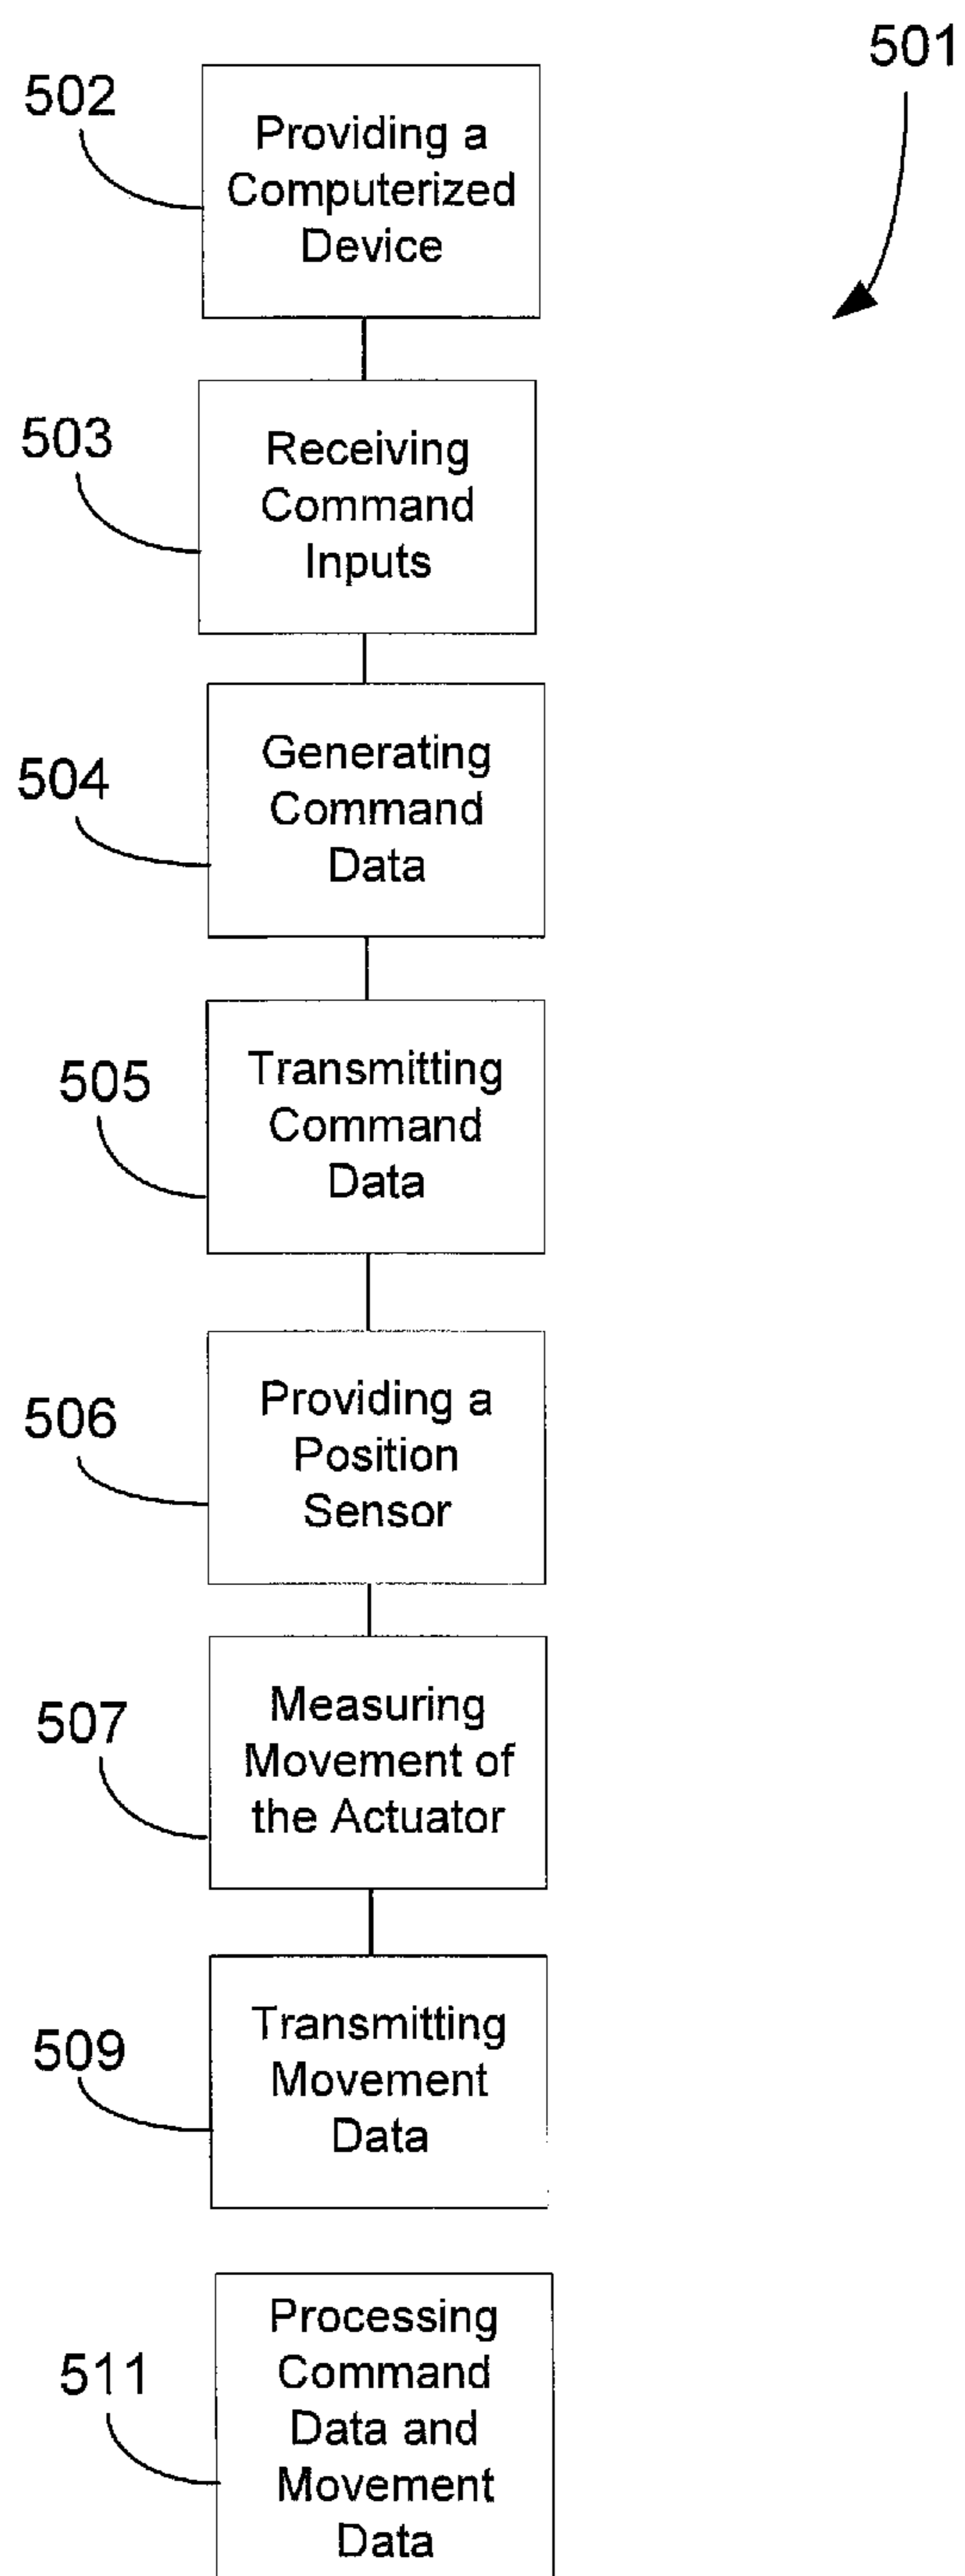 501
502
Providing a
Computerized
Device
503
Receiving
Command
Inputs
504
Generating
Command
Data
505
Transmitting
Command
Data
506
Providing a
Position
Sensor
507
Measuring
Movement of
the Actuator
509
Transmitting
Movement
Data
511
Processing
Command
Data and
Movement
Data